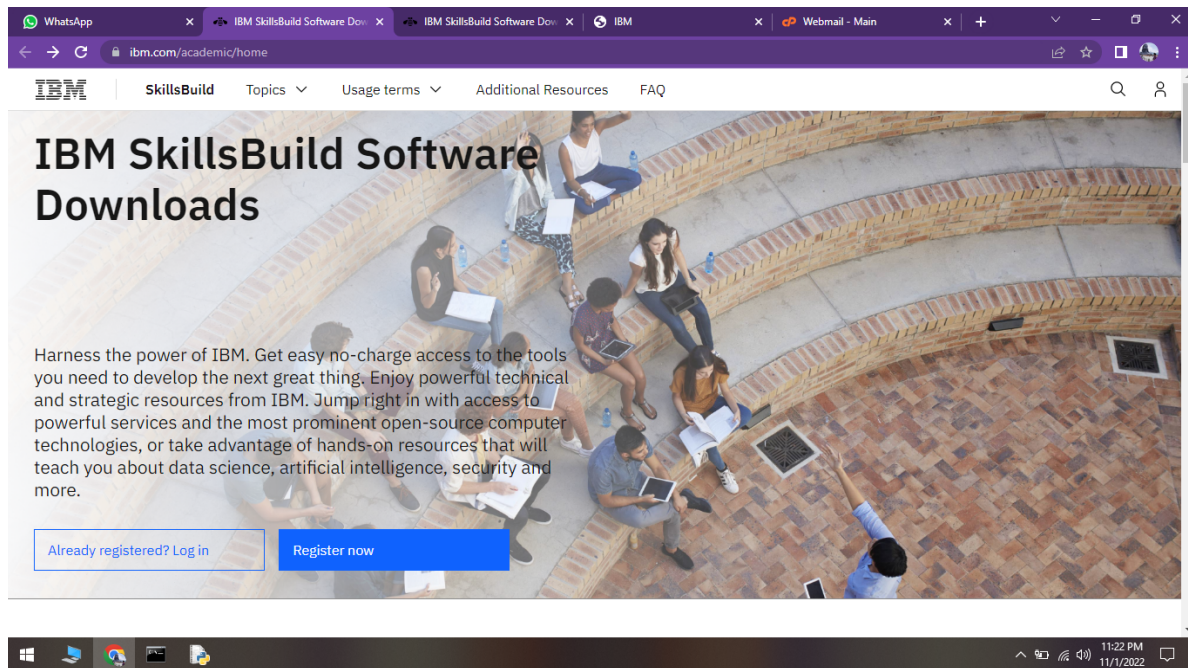 WhatsApp
IBM SkillsBuild Software Dow
IBM SkillsBuild Software Dow
IBM
cP Webmail - Main
ibm.com/academic/home
IBM SkillsBuild Topics Usage terms Additional Resources FAQ
IBM SkillsBuild Software
Downloads
Harness the power of IBM. Get easy no-charge access to the tools
you need to develop the next great thing. Enjoy powerful technical
and strategic resources from IBM. Jump right in with access to
powerful services and the most prominent open-source computer
technologies, or take advantage of hands-on resources that will
teach you about data science, artificial intelligence, security and
more.
Already registered? Log in
Register now
11:22 PM
11/1/2022